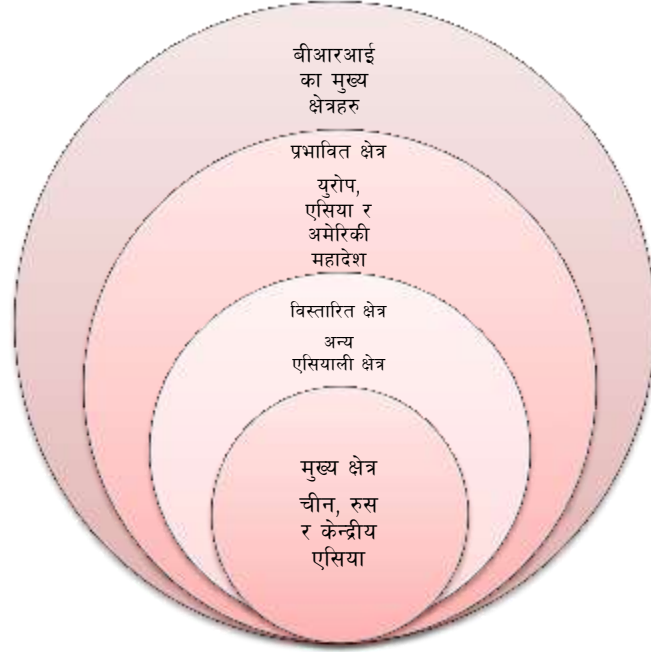 बीआरआई
का मुख्य
क्षेत्रहरु
प्रभावित क्षेत्र
युरोप,
एसिया र
अमेरिकी
महादेश
विस्तारित क्षेत्र
अन्य
एसियाली क्षेत्र
मुख्य क्षेत्र
चीन, रुस
र केन्द्रीय
एसिया